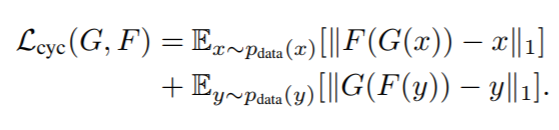 ℒ_cyc(G, F) = 𝔼_{x∼p_data(x)}[‖F(G(x)) − x‖₁]
+ 𝔼_{y∼p_data(y)}[‖G(F(y)) − y‖₁].